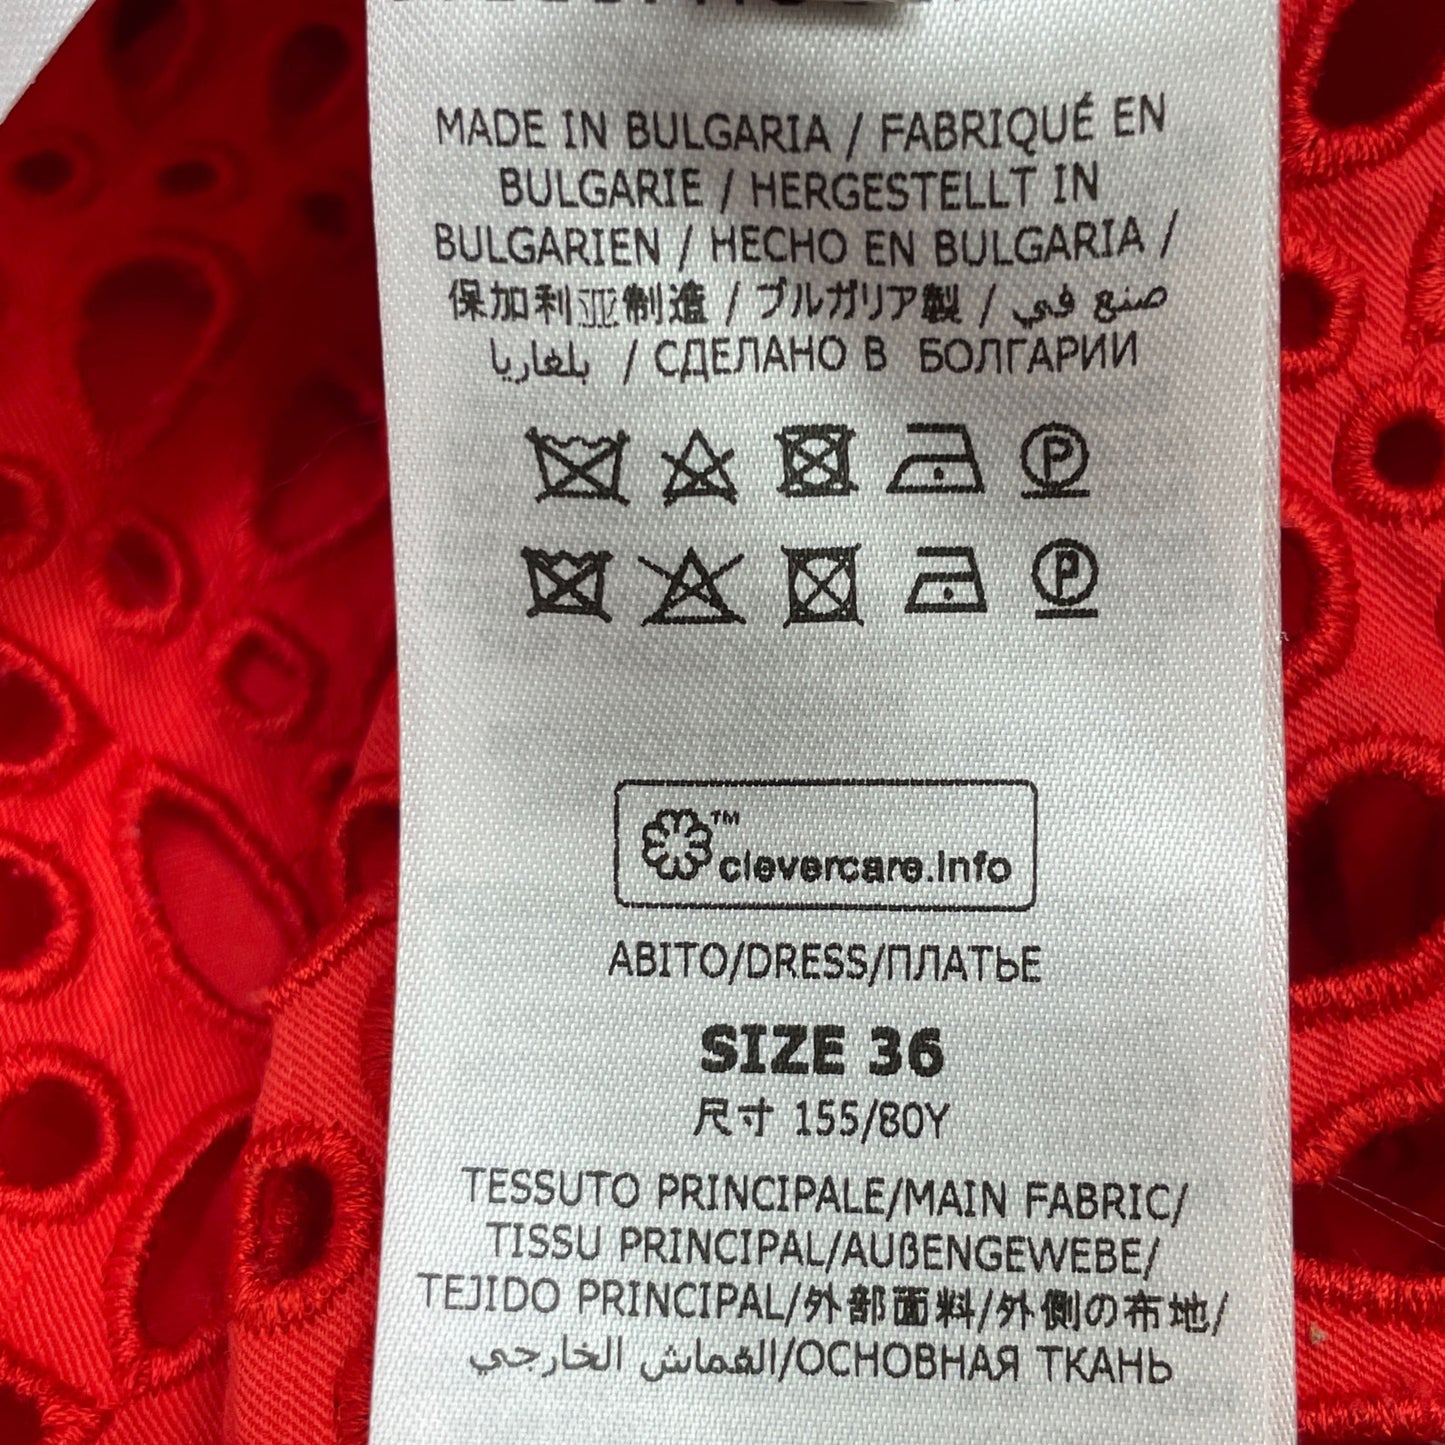 MADE IN BULGARIA / FABRIQUÉ EN
BULGARIE / HERGESTELLT IN
BULGARIEN / HECHO EN BULGARIA /
保加利亚制造 / ブルガリア製 / صنع في
بلغاريا / СДЕЛАНО В БОЛГАРИИ
P
P
™
clevercare.info
ABITO/DRESS/ПЛАТЬЕ
SIZE 36
尺寸 155/80Y
TESSUTO PRINCIPALE/MAIN FABRIC/
TISSU PRINCIPAL/AUßENGEWEBE/
TEJIDO PRINCIPAL/外部面料/外側の布地/
القماش الخارجي/ОСНОВНАЯ ТКАНЬ